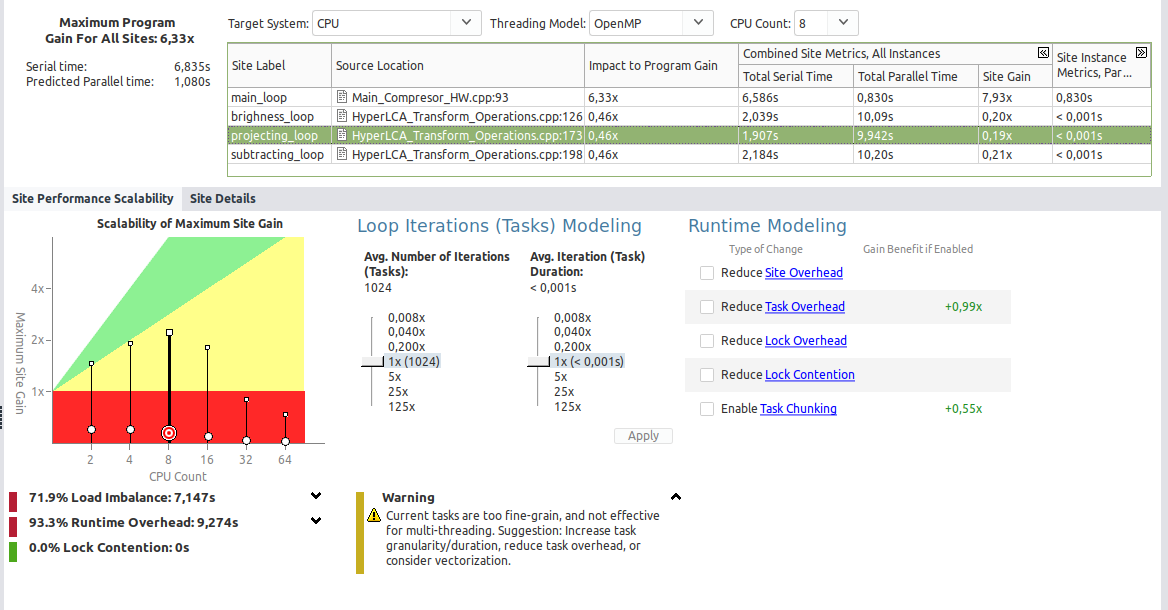 Maximum Program
Gain For All Sites: 6,33x
Serial time: 6,835s
Predicted Parallel time: 1,080s
Target System: CPU Threading Model: OpenMP CPU Count: 8
Site Label Source Location Impact to Program Gain Combined Site Metrics, All Instances Site Instance Metrics, Par...
Total Serial Time Total Parallel Time Site Gain
main_loop Main_Compresor_HW.cpp:93 6,33x 6,586s 0,830s 7,93x 0,830s
brighness_loop HyperLCA_Transform_Operations.cpp:126 0,46x 2,039s 10,09s 0,20x < 0,001s
projecting_loop HyperLCA_Transform_Operations.cpp:173 0,46x 1,907s 9,942s 0,19x < 0,001s
subtracting_loop HyperLCA_Transform_Operations.cpp:198 0,46x 2,184s 10,20s 0,21x < 0,001s
Site Performance Scalability Site Details
Scalability of Maximum Site Gain
Maximum Site Gain
4x
2x
1x
2 4 8 16 32 64
CPU Count
71.9% Load Imbalance: 7,147s
93.3% Runtime Overhead: 9,274s
0.0% Lock Contention: 0s
Loop Iterations (Tasks) Modeling
Avg. Number of Iterations
(Tasks):
1024
0,008x
0,040x
0,200x
1x (1024)
5x
25x
125x
Avg. Iteration (Task)
Duration:
< 0,001s
0,008x
0,040x
0,200x
1x (< 0,001s)
5x
25x
125x
Apply
Warning
Current tasks are too fine-grain, and not effective
for multi-threading. Suggestion: Increase task
granularity/duration, reduce task overhead, or
consider vectorization.
Runtime Modeling
Type of Change Gain Benefit if Enabled
Reduce Site Overhead
Reduce Task Overhead +0,99x
Reduce Lock Overhead
Reduce Lock Contention
Enable Task Chunking +0,55x